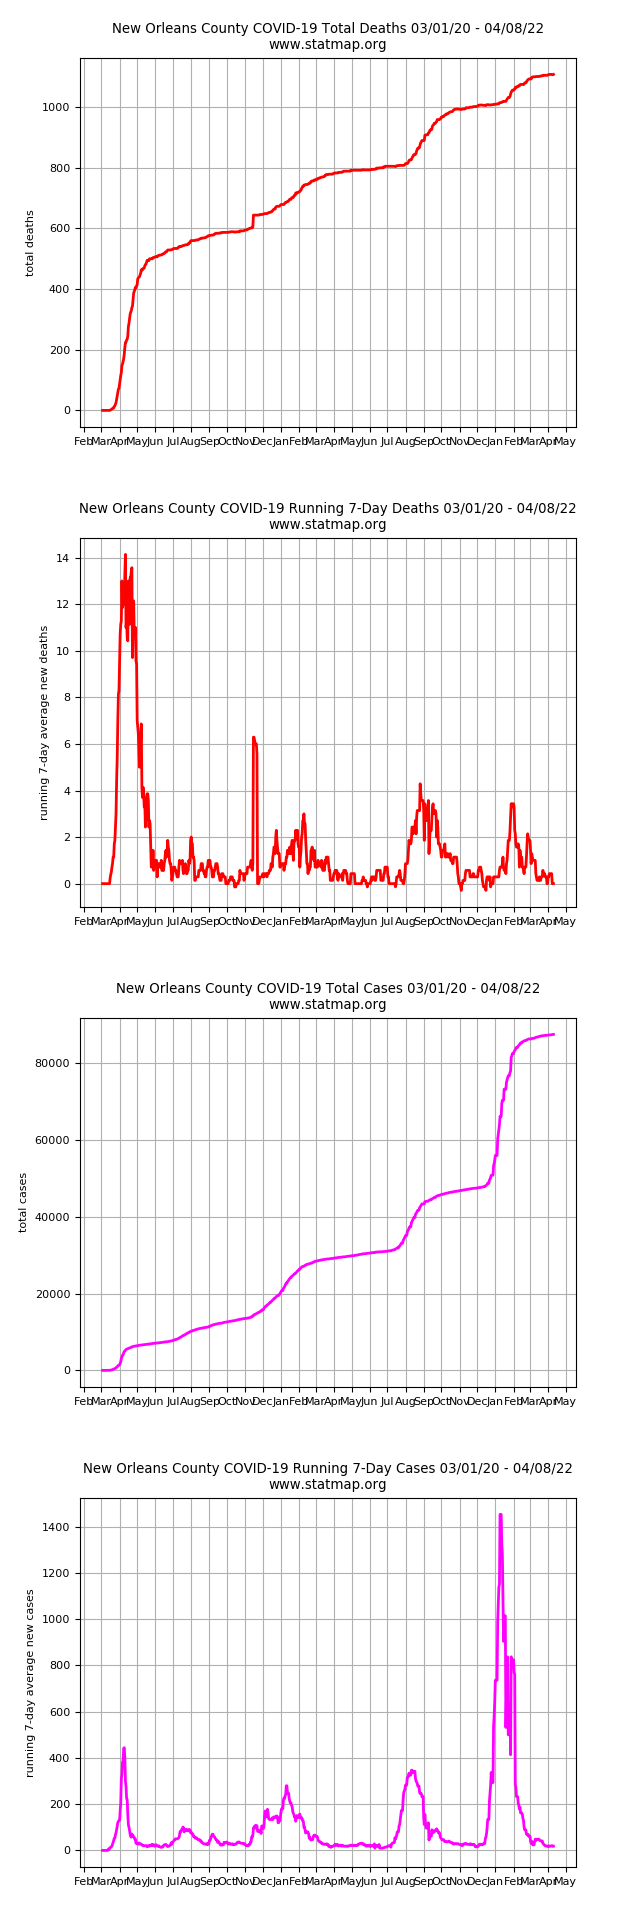 New Orleans County COVID-19 Total Deaths 03/01/20 - 04/08/22
www.statmap.org
1000
800
600
400
200
0
total deaths
Feb Mar Apr May Jun Jul Aug Sep Oct Nov Dec Jan Feb Mar Apr May Jun Jul Aug Sep Oct Nov Dec Jan Feb Mar Apr May
New Orleans County COVID-19 Running 7-Day Deaths 03/01/20 - 04/08/22
www.statmap.org
14
12
10
8
6
4
2
0
running 7-day average new deaths
Feb Mar Apr May Jun Jul Aug Sep Oct Nov Dec Jan Feb Mar Apr May Jun Jul Aug Sep Oct Nov Dec Jan Feb Mar Apr May
New Orleans County COVID-19 Total Cases 03/01/20 - 04/08/22
www.statmap.org
80000
60000
40000
20000
0
total cases
Feb Mar Apr May Jun Jul Aug Sep Oct Nov Dec Jan Feb Mar Apr May Jun Jul Aug Sep Oct Nov Dec Jan Feb Mar Apr May
New Orleans County COVID-19 Running 7-Day Cases 03/01/20 - 04/08/22
www.statmap.org
1400
1200
1000
800
600
400
200
0
running 7-day average new cases
Feb Mar Apr May Jun Jul Aug Sep Oct Nov Dec Jan Feb Mar Apr May Jun Jul Aug Sep Oct Nov Dec Jan Feb Mar Apr May